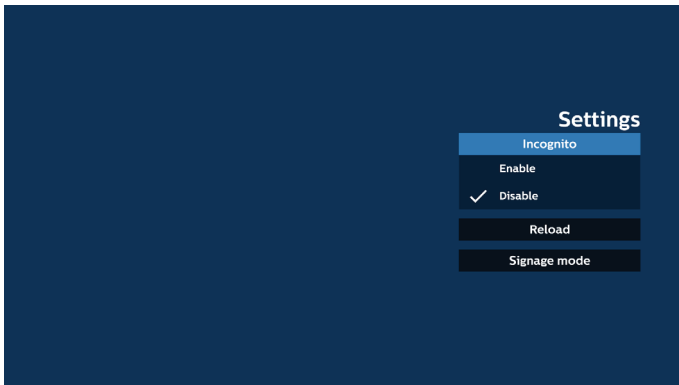 Settings
Incognito
Enable
Disable
Reload
Signage mode